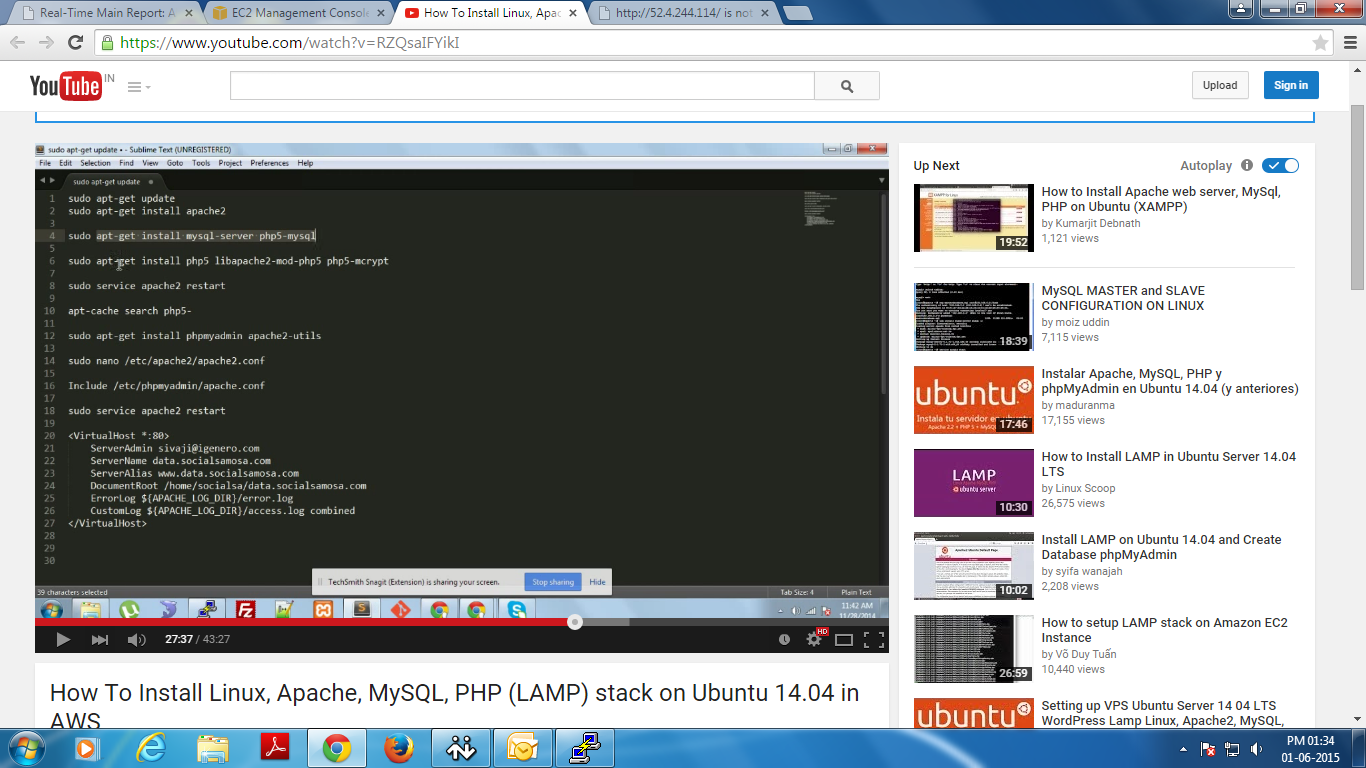 Real-Time Main Report: A
EC2 Management Console
How To Install Linux, Apac
http://52.4.244.114/ is not
https://www.youtube.com/watch?v=RZQsaIFYikI
YouTube IN
Upload
Sign in
sudo apt-get update • - Sublime Text (UNREGISTERED)
File Edit Selection Find View Goto Tools Project Preferences Help
sudo apt-get update
1 sudo apt-get update
2 sudo apt-get install apache2
3
4 sudo apt-get install mysql-server php5-mysql
5
6 sudo apt-get install php5 libapache2-mod-php5 php5-mcrypt
7
8 sudo service apache2 restart
9
10 apt-cache search php5-
11
12 sudo apt-get install phpmyadmin apache2-utils
13
14 sudo nano /etc/apache2/apache2.conf
15
16 Include /etc/phpmyadmin/apache.conf
17
18 sudo service apache2 restart
19
20 <VirtualHost *:80>
21 ServerAdmin sivaji@igenero.com
22 ServerName data.socialsamosa.com
23 ServerAlias www.data.socialsamosa.com
24 DocumentRoot /home/socialsa/data.socialsamosa.com
25 ErrorLog ${APACHE_LOG_DIR}/error.log
26 CustomLog ${APACHE_LOG_DIR}/access.log combined
27 </VirtualHost>
28
29
30
TechSmith Snagit (Extension) is sharing your screen. Stop sharing Hide
39 characters selected
Tab Size: 4 Plain Text
11:42 AM
11/28/2014
27:37 / 43:27
HD
How To Install Linux, Apache, MySQL, PHP (LAMP) stack on Ubuntu 14.04 in
AWS
Up Next
Autoplay
How to Install Apache web server, MySql,
PHP on Ubuntu (XAMPP)
by Kumarjit Debnath
1,121 views
19:52
MySQL MASTER and SLAVE
CONFIGURATION ON LINUX
by moiz uddin
7,115 views
18:39
Instalar Apache, MySQL, PHP y
phpMyAdmin en Ubuntu 14.04 (y anteriores)
by maduranma
17,155 views
ubuntu
Instala tu servidor en ubuntu
17:46
How to Install LAMP in Ubuntu Server 14.04
LTS
by Linux Scoop
26,575 views
LAMP
ubuntu server
10:30
Install LAMP on Ubuntu 14.04 and Create
Database phpMyAdmin
by syifa wanajah
2,208 views
10:02
How to setup LAMP stack on Amazon EC2
Instance
by Võ Duy Tuấn
10,440 views
26:59
Setting up VPS Ubuntu Server 14 04 LTS
WordPress Lamp Linux, Apache2, MySQL,
ubuntu
PM 01:34
01-06-2015